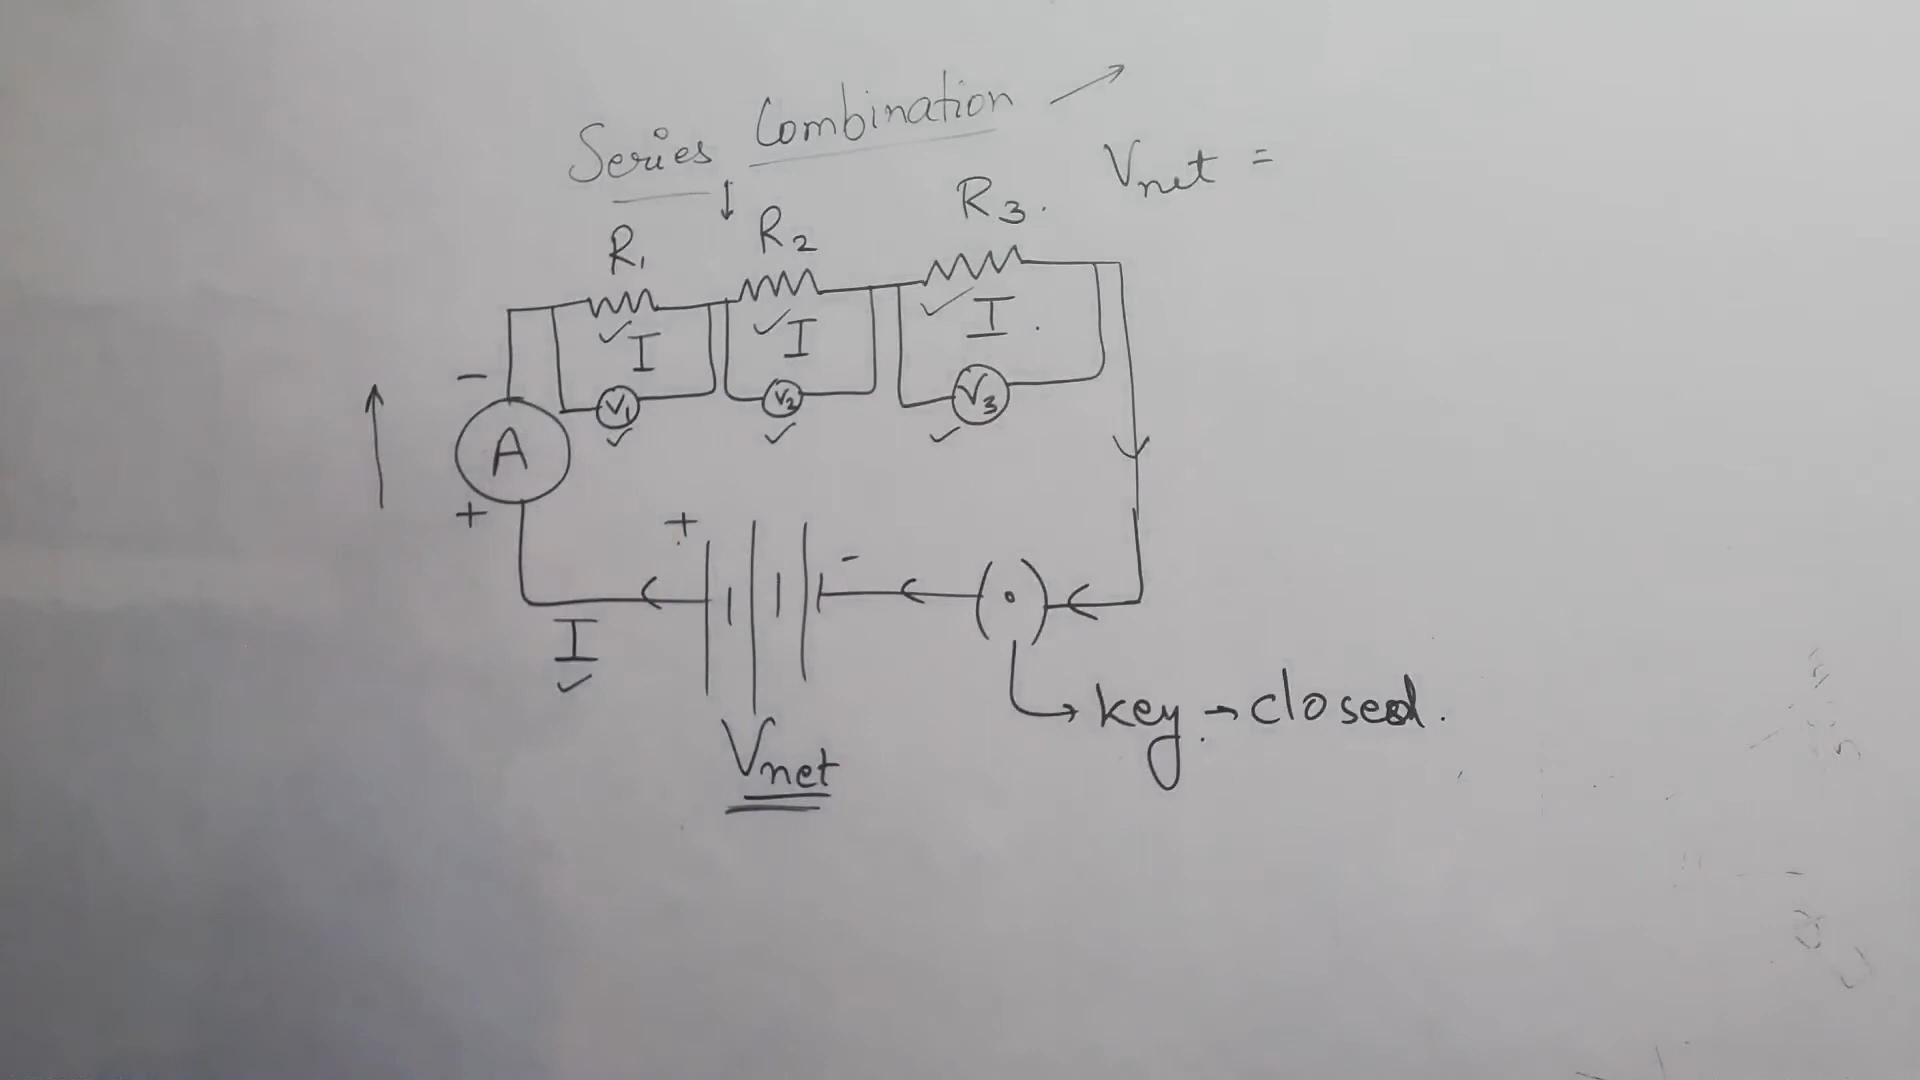 Series Combination →
Vnet =
R1 R2 R3.
I I I.
V1 V2 V3
-
A
+
+ -
I
key → closed.
Vnet